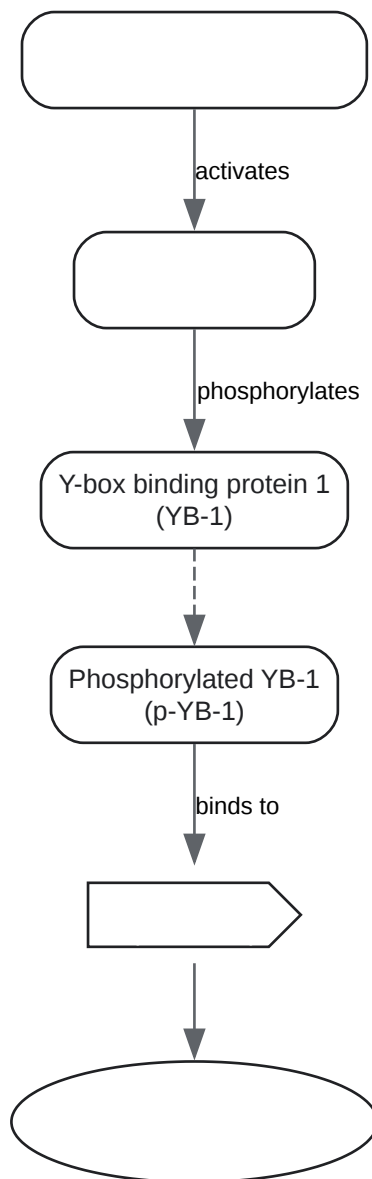 activates
phosphorylates
Y-box binding protein 1
(YB-1)
Phosphorylated YB-1
(p-YB-1)
binds to